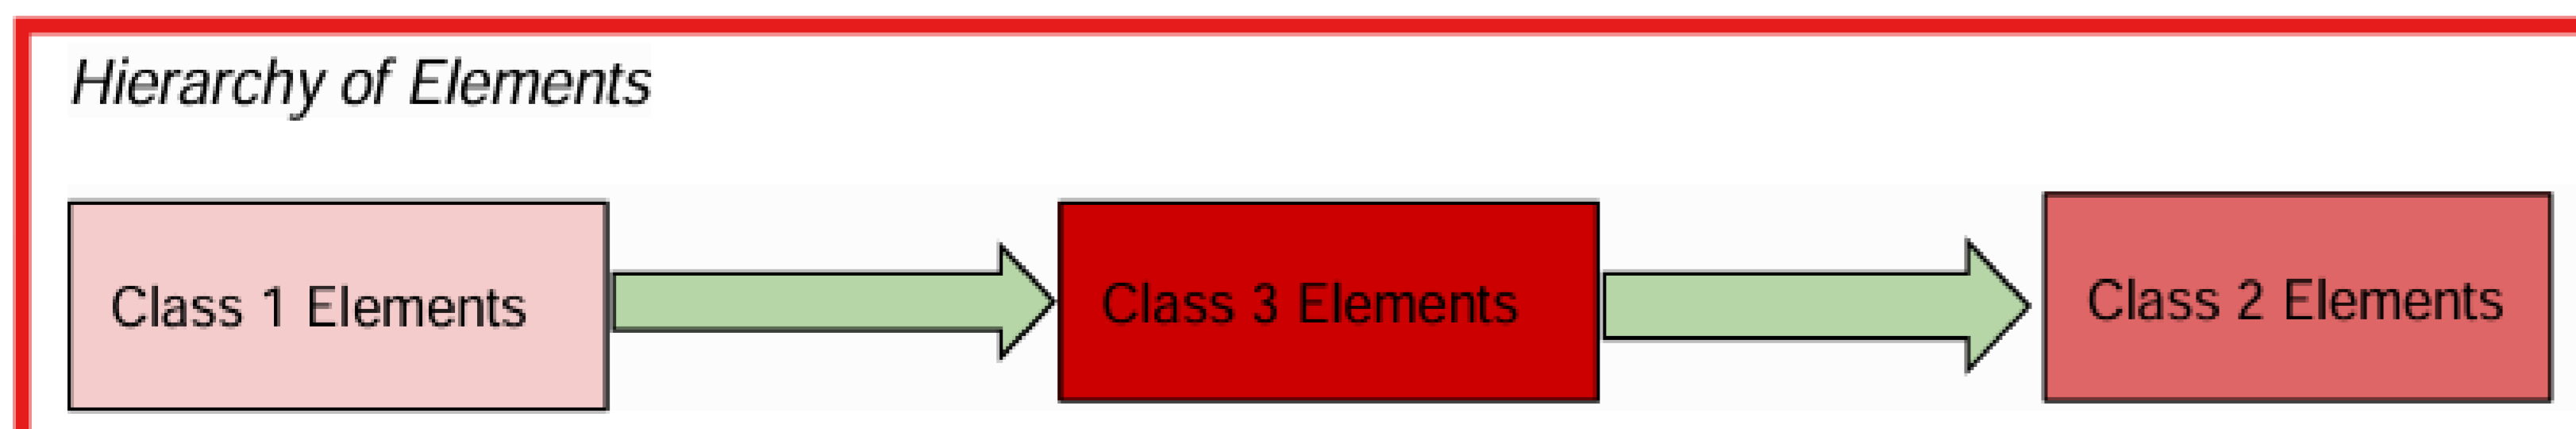 Hierarchy of Elements
Class 1 Elements
Class 3 Elements
Class 2 Elements